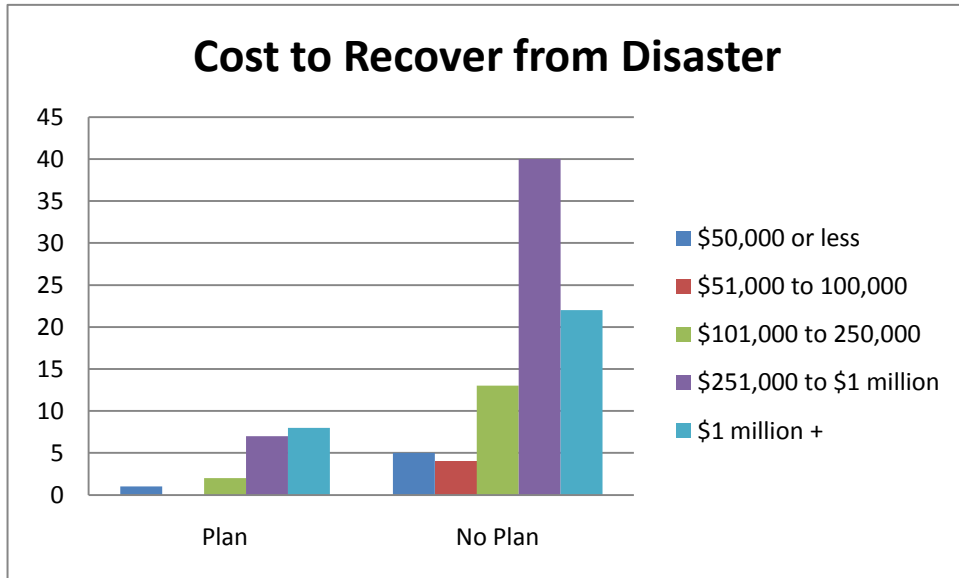 Cost to Recover from Disaster
45
40
35
30
25
20
15
10
5
0
Plan
No Plan
$50,000 or less
$51,000 to 100,000
$101,000 to 250,000
$251,000 to $1 million
$1 million +